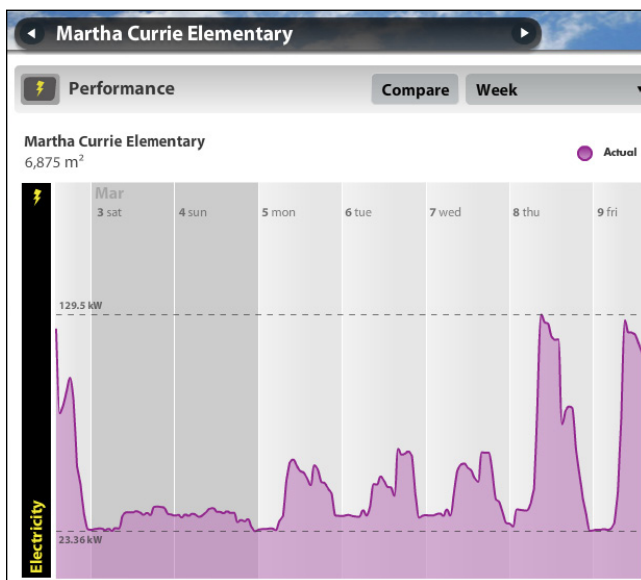 Martha Currie Elementary
Performance
Compare
Week
Martha Currie Elementary
6,875 m²
Actual
Mar
3 sat
4 sun
5 mon
6 tue
7 wed
8 thu
9 fri
129.5 kW
23.36 kW
Electricity